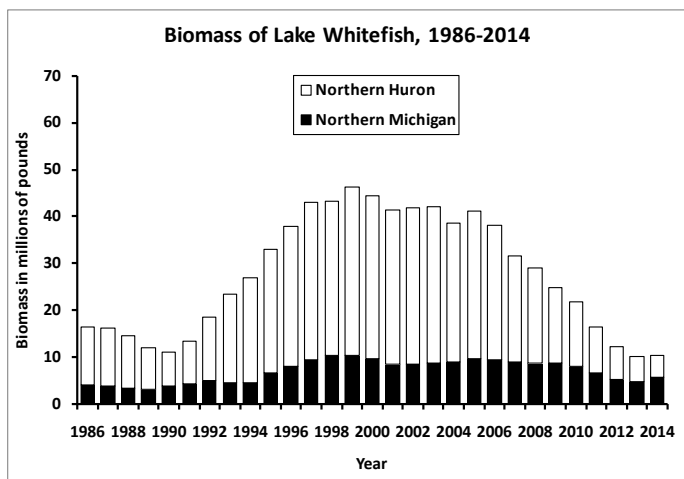 Biomass of Lake Whitefish, 1986-2014
70
60
50
40
30
20
10
0
Biomass in millions of pounds
Northern Huron
Northern Michigan
1986 1988 1990 1992 1994 1996 1998 2000 2002 2004 2006 2008 2010 2012 2014
Year